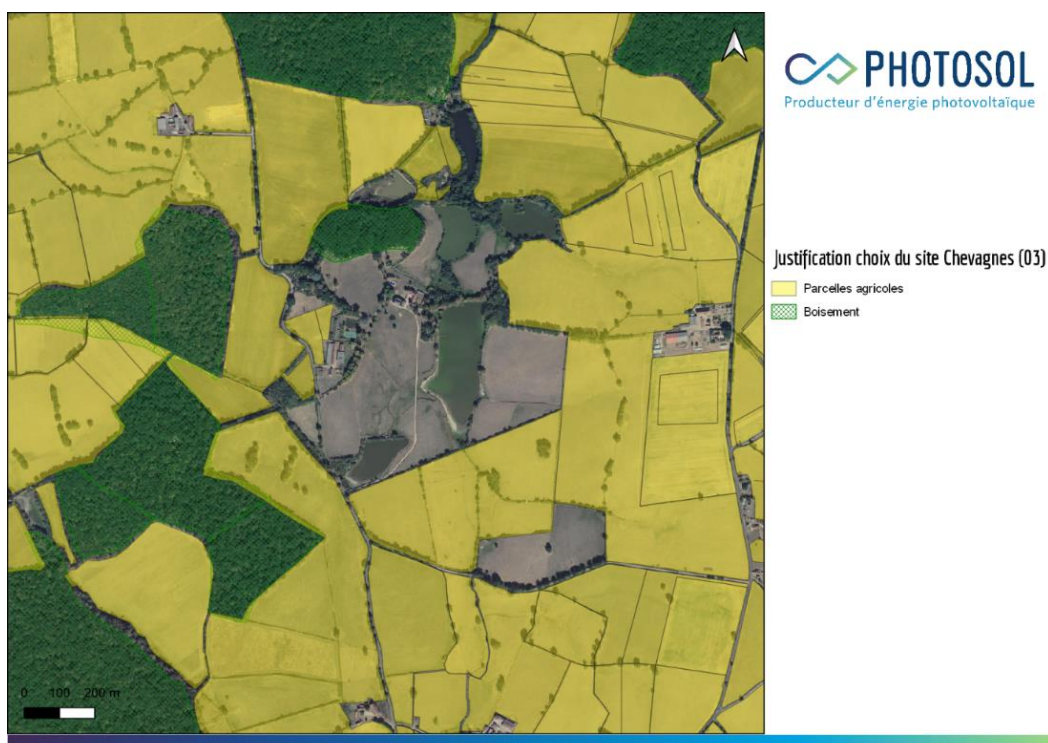 PHOTOSOL
Producteur d'énergie photovoltaïque
Justification choix du site Chevagnes (03)
Parcelles agricoles
Boisement
0 100 200 m